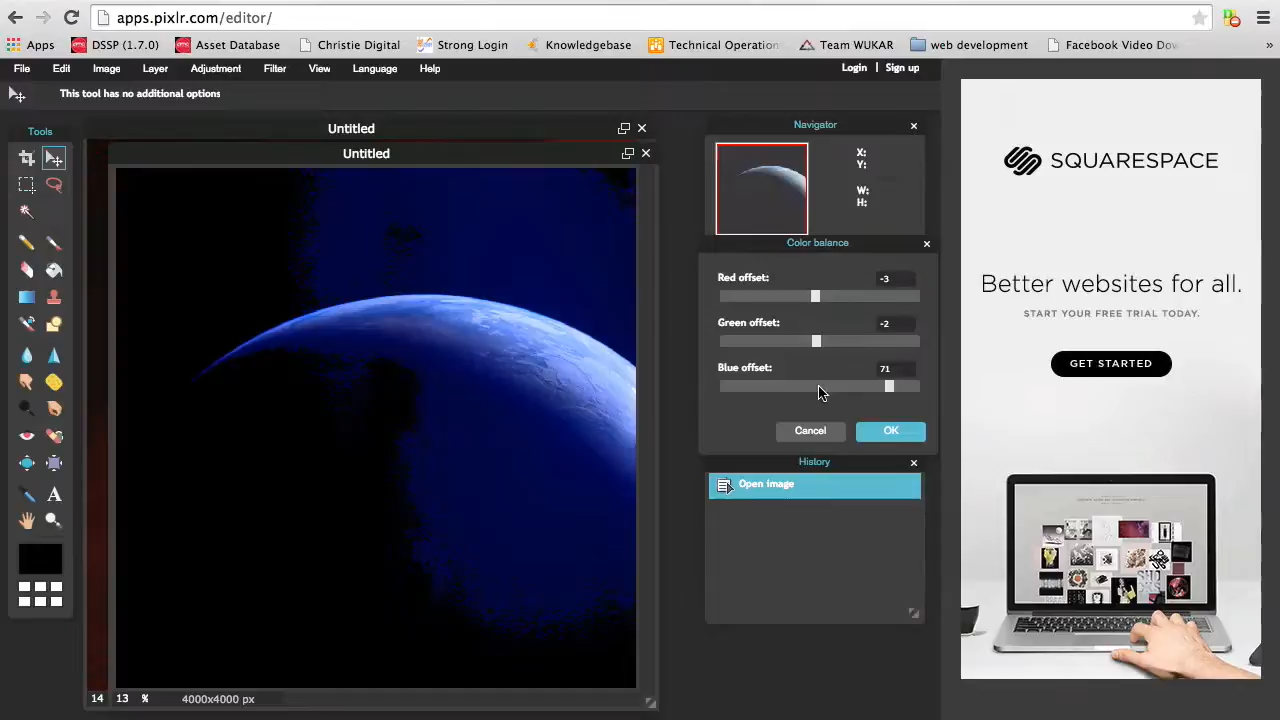 apps.pixlr.com/editor/
Apps DSSP (1.7.0) Asset Database Christie Digital Strong Login Knowledgebase Technical Operation Team WUKAR web development Facebook Video Dov »
File Edit Image Layer Adjustment Filter View Language Help Login | Sign up
This tool has no additional options
Tools
Untitled
Untitled
Navigator
X:
Y:
W:
H:
Color balance
Red offset: -3
Green offset: -2
Blue offset: 71
Cancel OK
History
Open image
14 13 % 4000x4000 px
SQUARESPACE
Better websites for all.
START YOUR FREE TRIAL TODAY.
GET STARTED